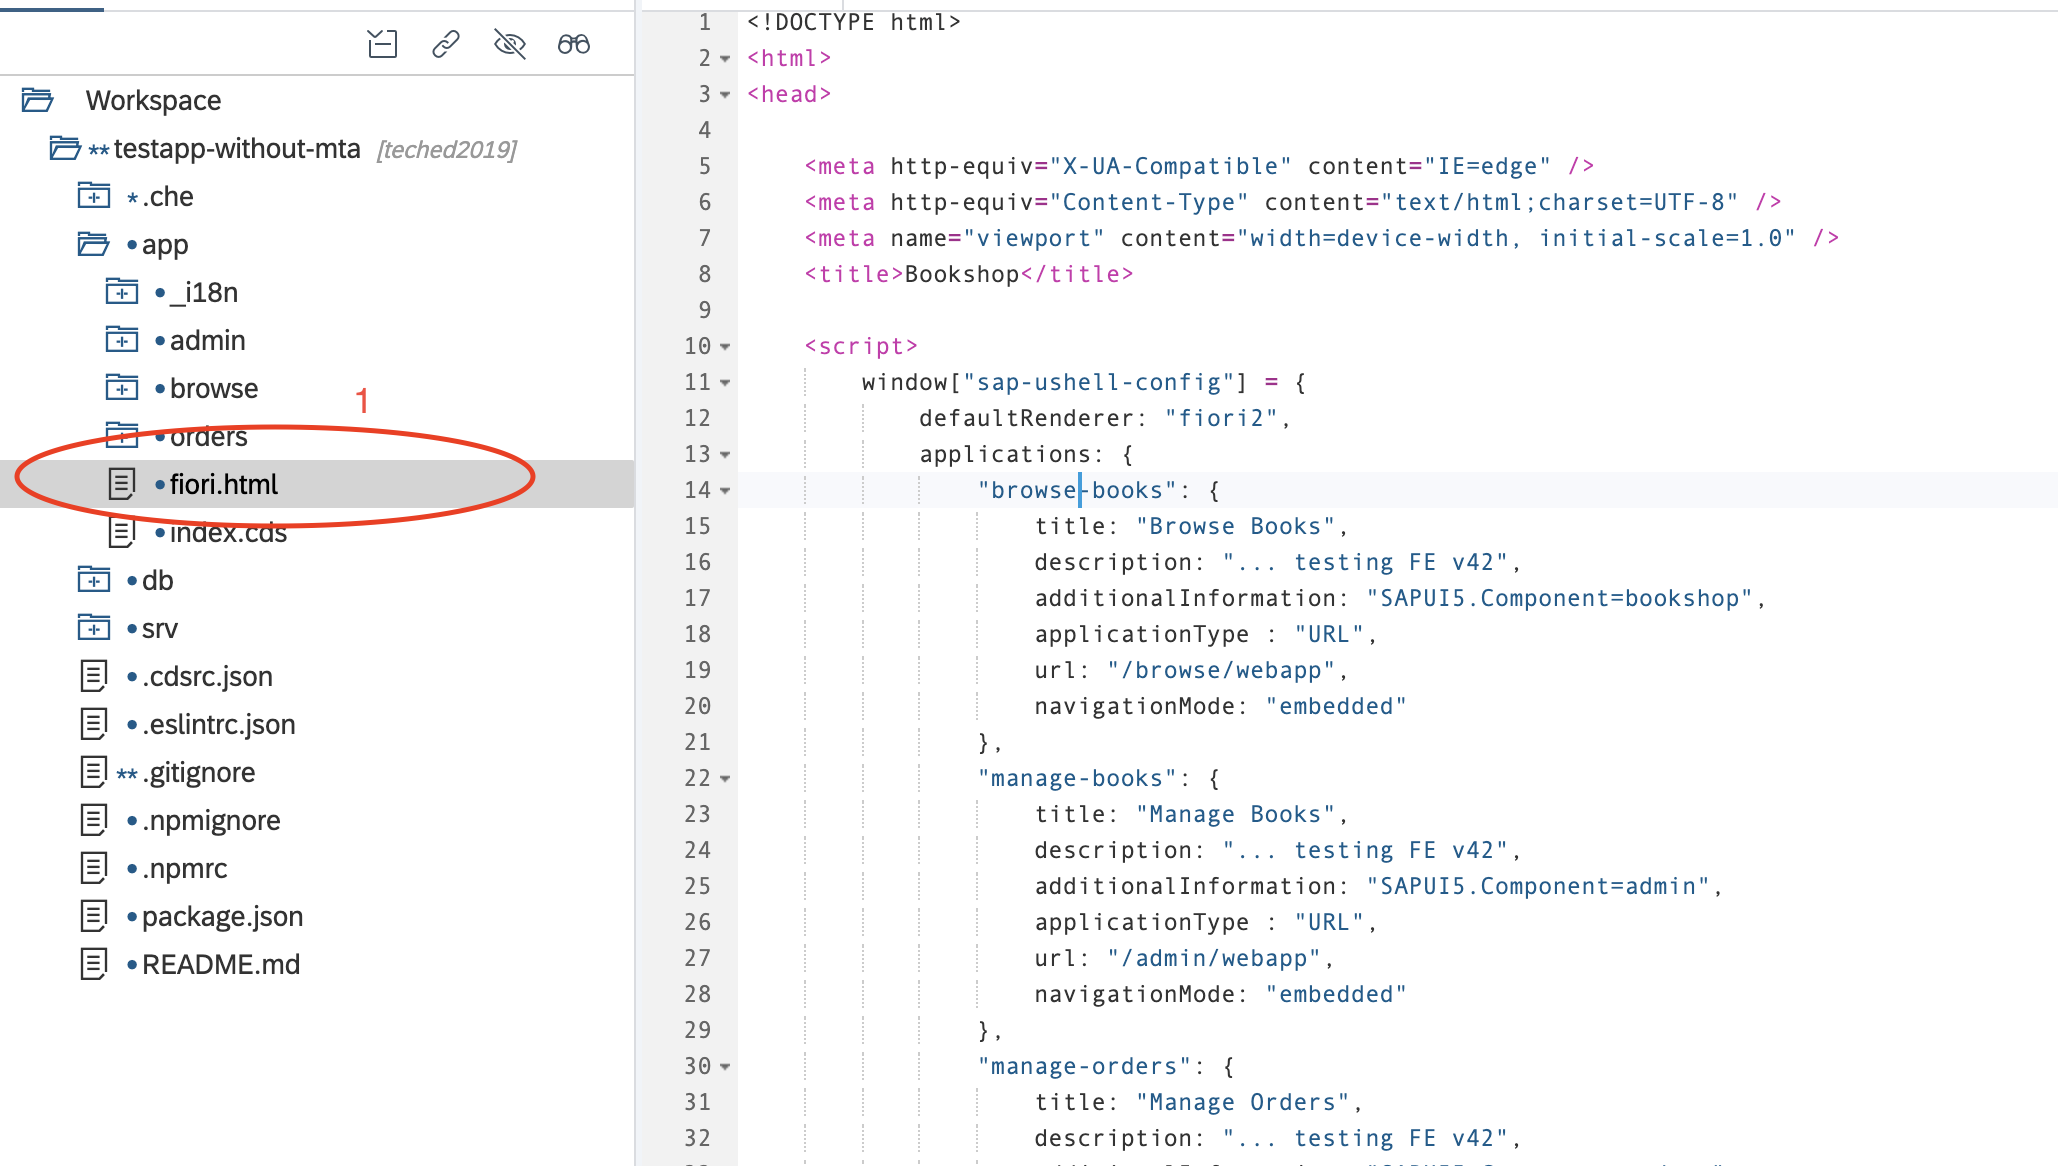 Workspace
** testapp-without-mta [teched2019]
* .che
• app
• _i18n
• admin
• browse
1
• orders
• fiori.html
• index.cds
• db
• srv
• .cdsrc.json
• .eslintrc.json
** .gitignore
• .npmignore
• .npmrc
• package.json
• README.md
1 <!DOCTYPE html>
2 <html>
3 <head>
4
5 <meta http-equiv="X-UA-Compatible" content="IE=edge" />
6 <meta http-equiv="Content-Type" content="text/html;charset=UTF-8" />
7 <meta name="viewport" content="width=device-width, initial-scale=1.0" />
8 <title>Bookshop</title>
9
10 <script>
11 window["sap-ushell-config"] = {
12 defaultRenderer: "fiori2",
13 applications: {
14 "browse-books": {
15 title: "Browse Books",
16 description: "... testing FE v42",
17 additionalInformation: "SAPUI5.Component=bookshop",
18 applicationType : "URL",
19 url: "/browse/webapp",
20 navigationMode: "embedded"
21 },
22 "manage-books": {
23 title: "Manage Books",
24 description: "... testing FE v42",
25 additionalInformation: "SAPUI5.Component=admin",
26 applicationType : "URL",
27 url: "/admin/webapp",
28 navigationMode: "embedded"
29 },
30 "manage-orders": {
31 title: "Manage Orders",
32 description: "... testing FE v42",